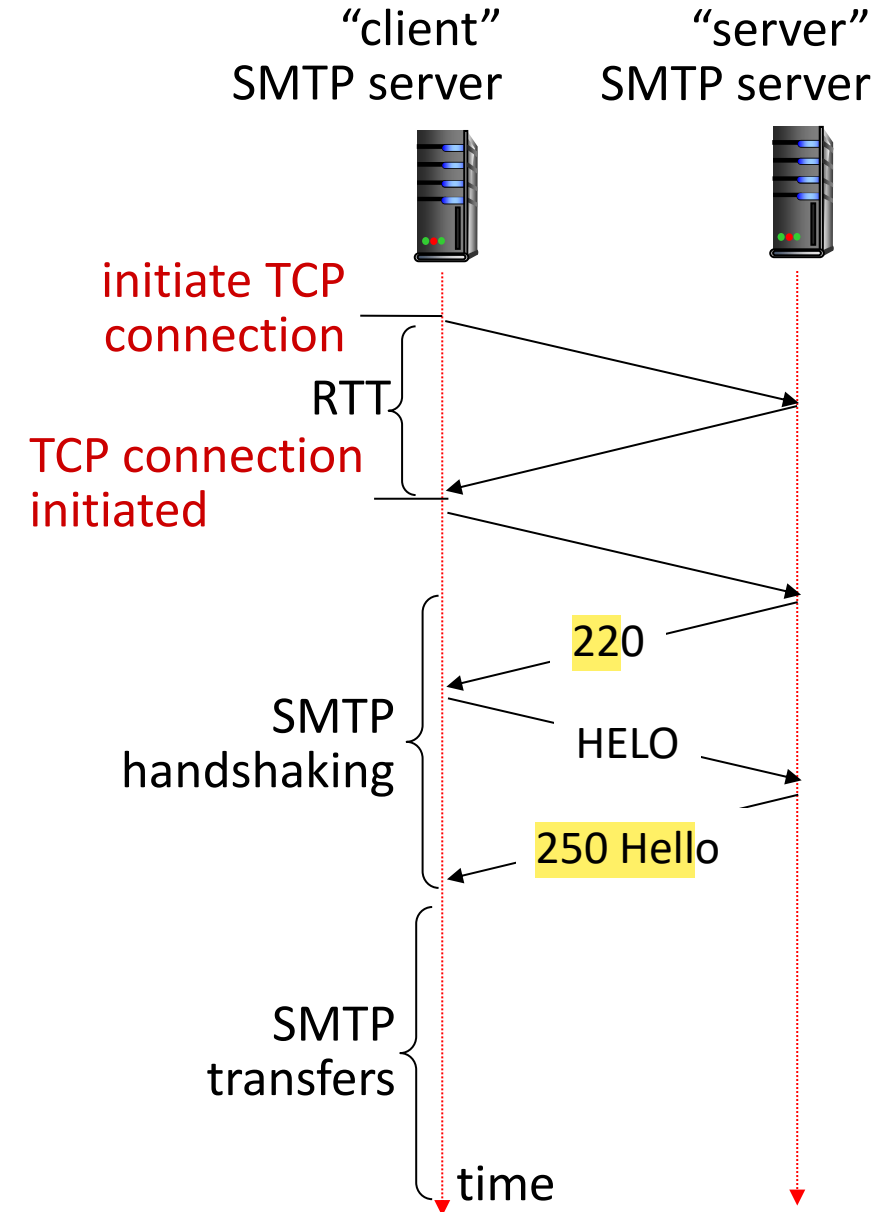 “client”
SMTP server
“server”
SMTP server
initiate TCP
connection
RTT
TCP connection
initiated
220
SMTP
handshaking
HELO
250 Hello
SMTP
transfers
time